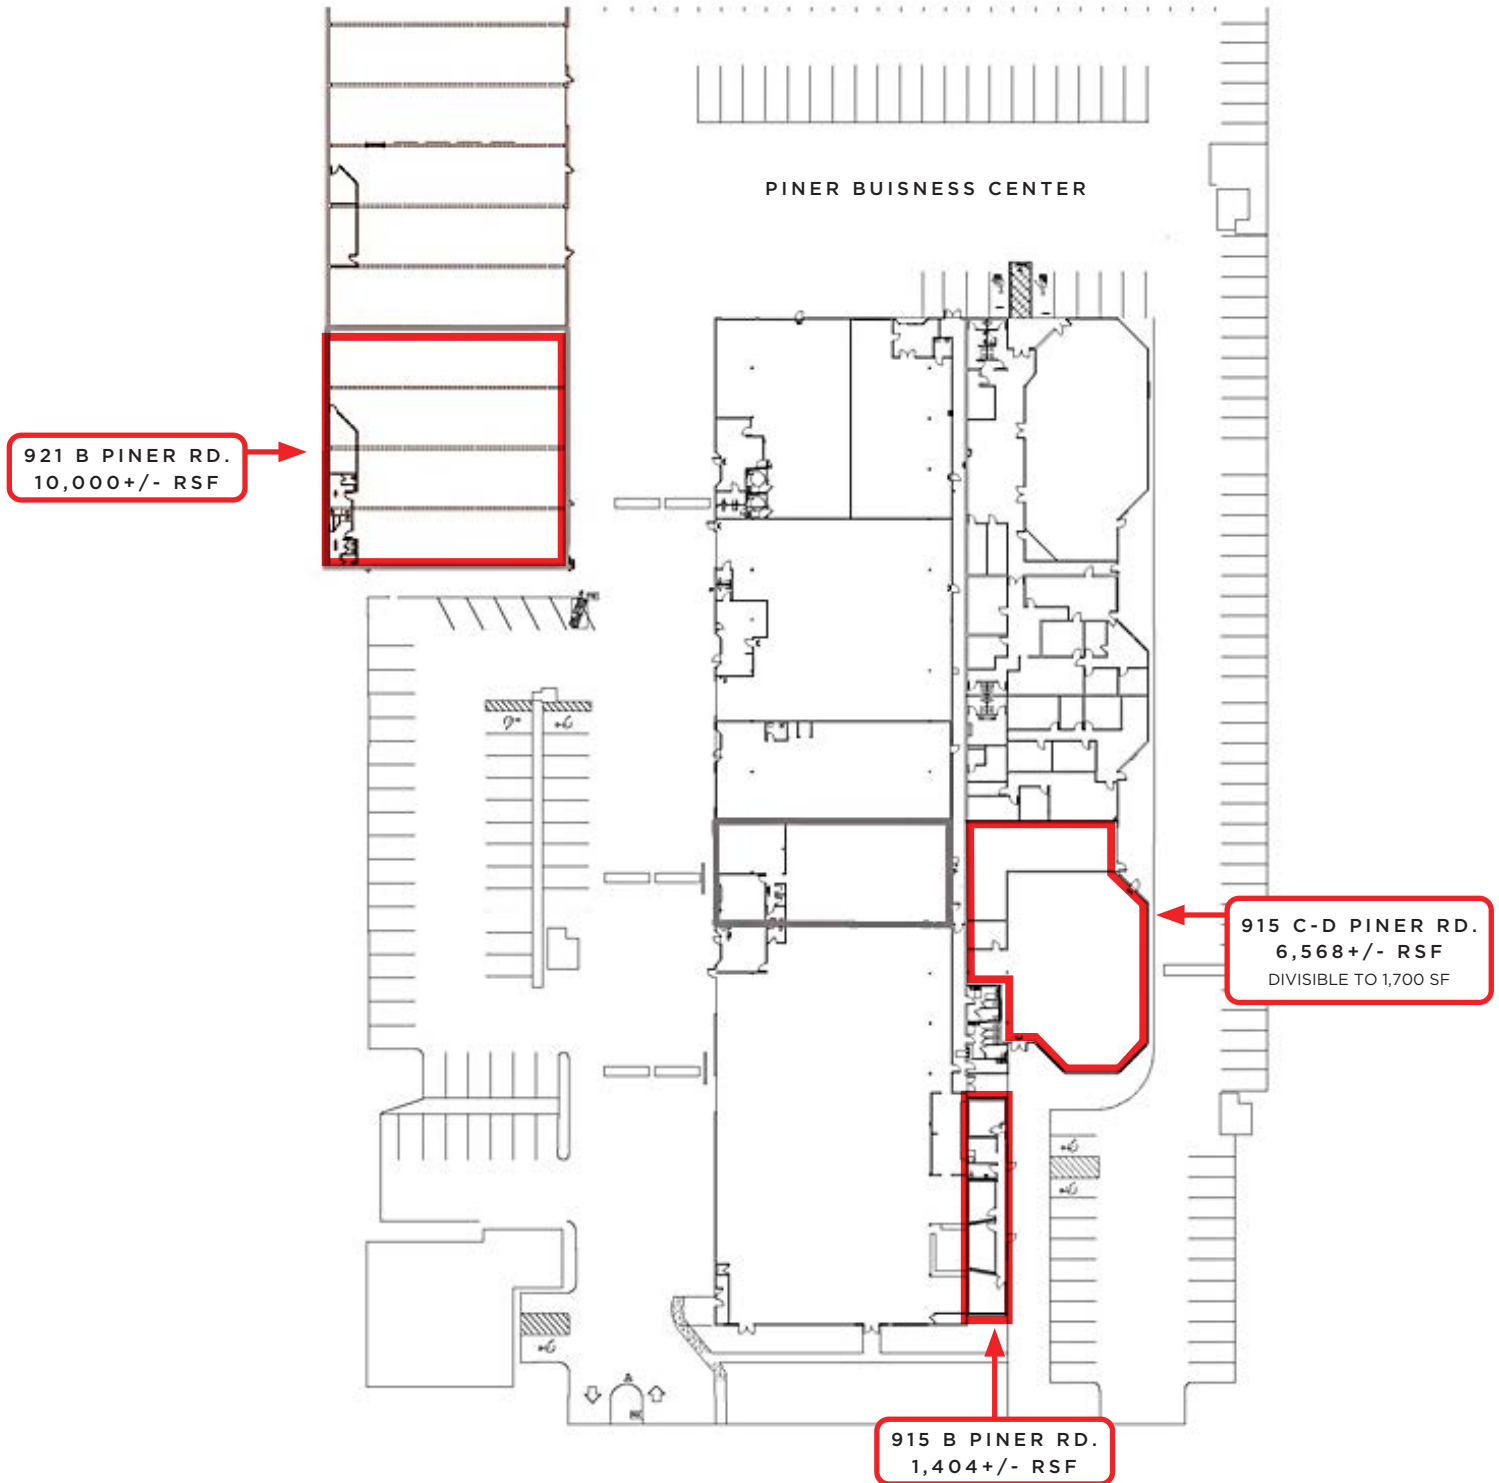 PINER BUISNESS CENTER
921 B PINER RD.
10,000+/- RSF
915 C-D PINER RD.
6,568+/- RSF
DIVISIBLE TO 1,700 SF
915 B PINER RD.
1,404+/- RSF